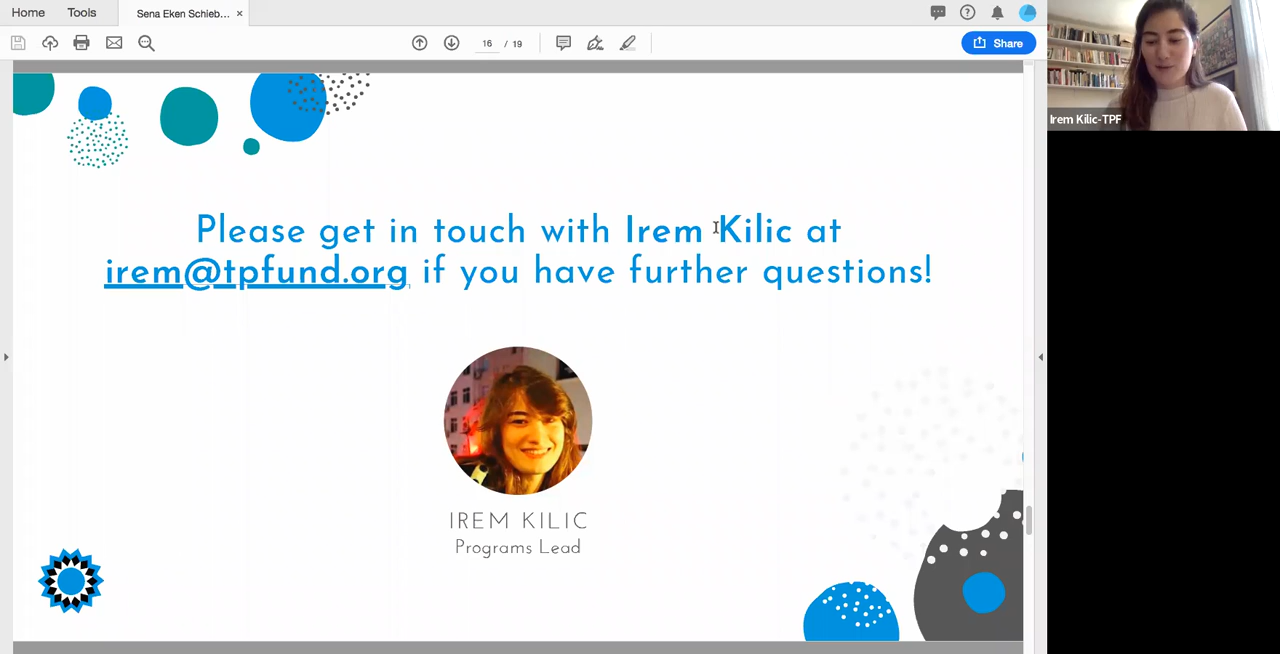 Home
Tools
Sena Eken Schieb... ×
16 / 19
Share
Irem Kilic-TPF
Please get in touch with Irem Kilic at
irem@tpfund.org if you have further questions!
IREM KILIC
Programs Lead